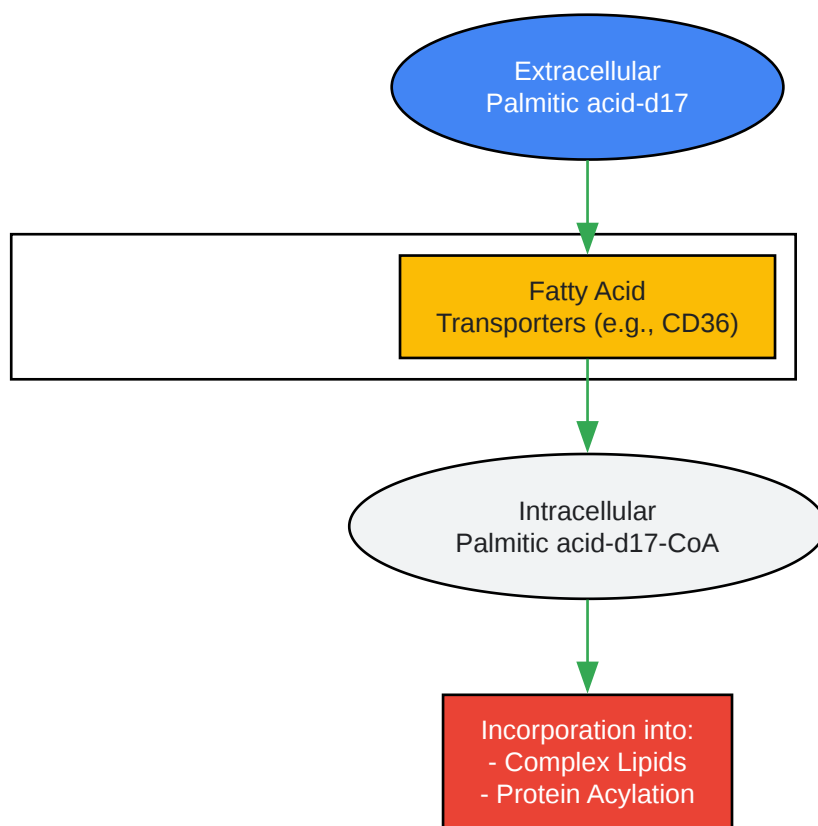 Extracellular
Palmitic acid-d17
Fatty Acid
Transporters (e.g., CD36)
Intracellular
Palmitic acid-d17-CoA
Incorporation into:
- Complex Lipids
- Protein Acylation